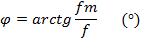 φ = arctg fm/f (°)